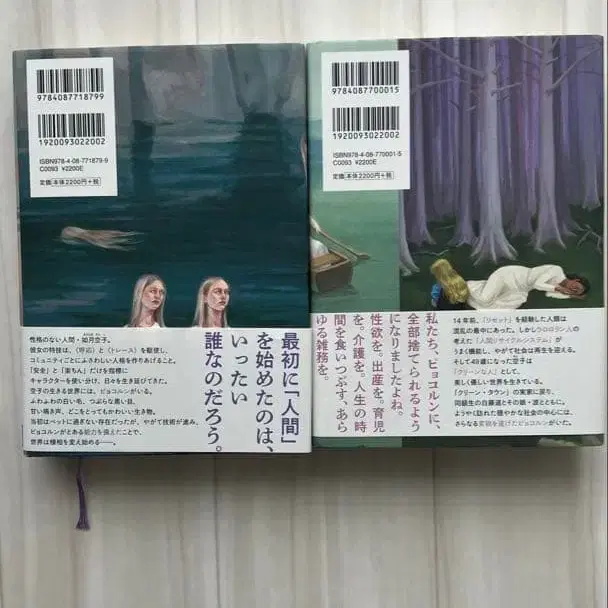 9784087718799
1920093022002
ISBN978-4-08-771879-9
C0093 ¥2200E
定価 本体2200円+税
最初に「人間」
を始めたのは、
いったい
誰なのだろう。
性格のない人間・如月空子。
彼女の特技は、〈呼応〉と〈トレース〉を駆使し、
コミュニティごとにふさわしい人格を作りあげること。
「安全」と「楽ちん」だけを指標に
キャラクターを使い分け、日々を生き延びてきた。
空子の生きる世界には、ピョコルンがいる。
ふわふわの白い毛、つぶらな黒い目、
甘い鳴き声、どこをとってもかわいい生き物。
当初はペットに過ぎない存在だったが、やがて技術が進み、
ピョコルンがとある能力を備えたことで、
世界は様相を変え始める――。
9784087700015
1920093022002
ISBN978-4-08-770001-5
C0093 ¥2200E
定価 本体2200円+税
私たち、ピョコルンに、
全部捨てられるよう
になりましたよね。
性欲を。出産を。育児
を。介護を。人生の時
間を食いつぶす、あら
ゆる雑務を。
14年前、「リセット」を経験した人類は
混乱の最中にあった。しかしラロロリン人の
考えた「人間リサイクルシステム」が
うまく機能し、やがて社会は再生を迎える。
そして49歳になった空子は
「クリーンな人」として、
美しく優しい世界を生きている。
「クリーン・タウン」の実家に戻り、
同級生の白藤遥とその娘・波とともに。
ようやく訪れた穏やかな社会の中心には、
さらなる変貌を遂げたピョコルンがいた。